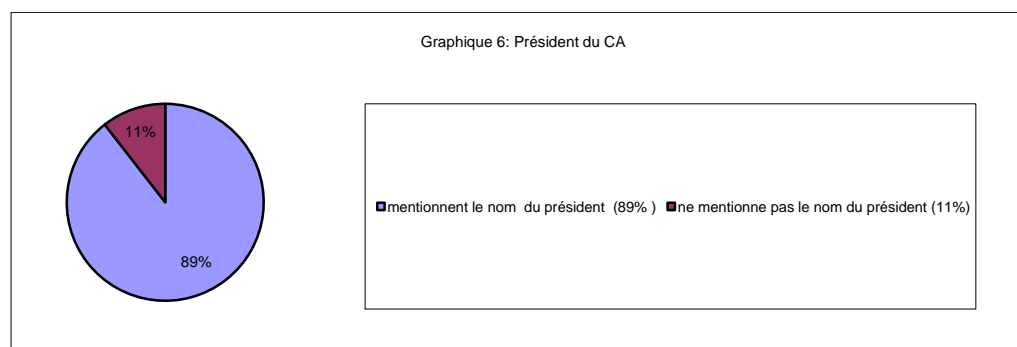 Graphique 6: Président du CA
11%
89%
mentionnent le nom du président (89% )
ne mentionne pas le nom du président (11%)